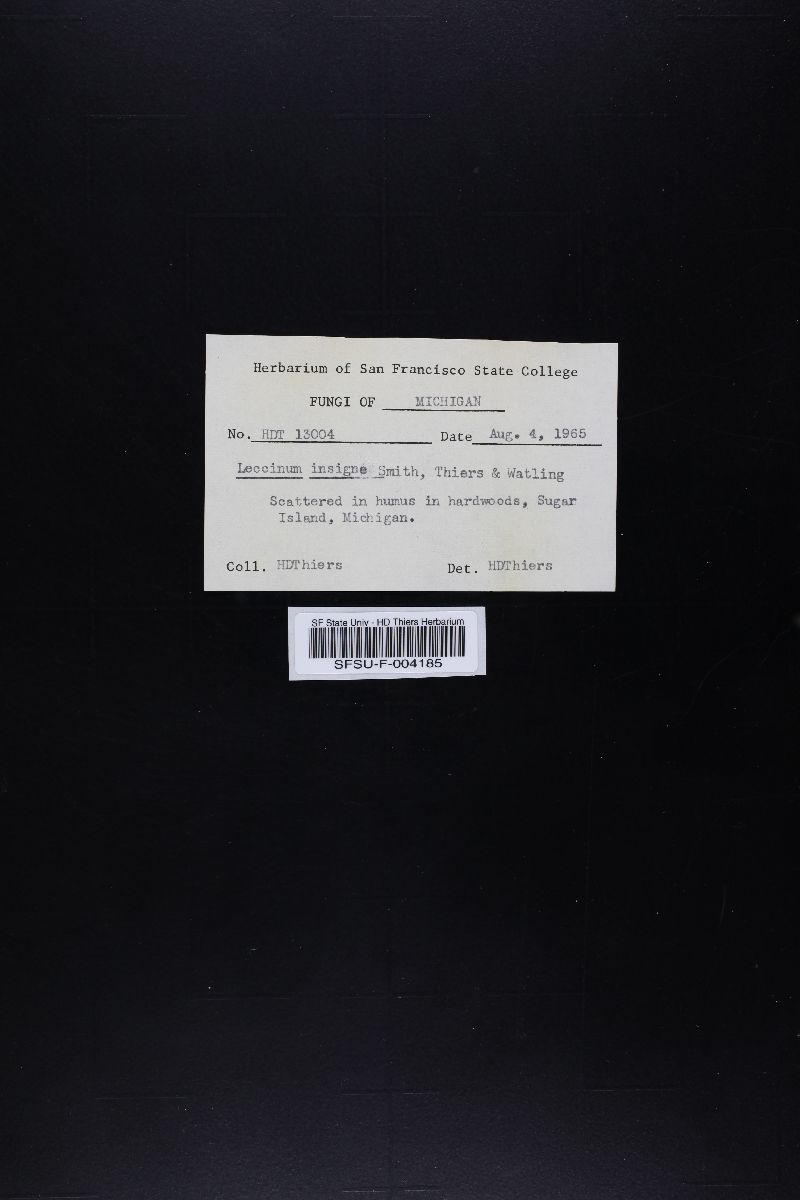 Herbarium of San Francisco State College
FUNGI OF MICHIGAN
No. HDT 13004 Date Aug. 4, 1965
Leccinum insigne Smith, Thiers & Watling
Scattered in humus in hardwoods, Sugar
Island, Michigan.
Coll. HDThiers Det. HDThiers
SF State Univ - HD Thiers Herbarium
SFSU-F-004185